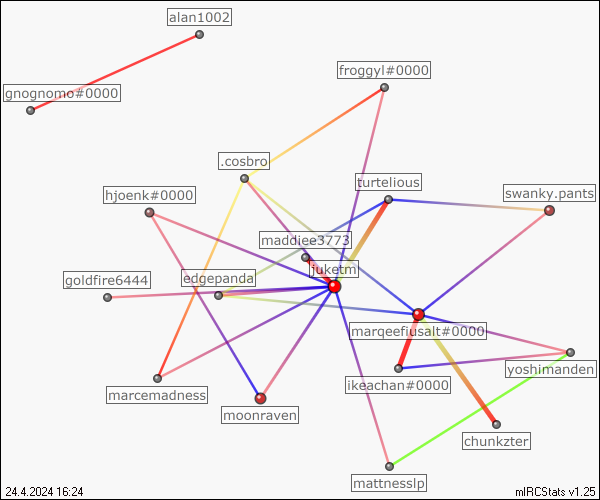 alan1002
froggyl#0000
gnognomo#0000
.cosbro
turtelious
hjoenk#0000
swanky.pants
maddiee3773
juketm
goldfire6444
edgepanda
marqeefiusalt#0000
yoshimanden
ikeachan#0000
marcemadness
moonraven
chunkzter
mattnesslp
24.4.2024 16:24
mIRCStats v1.25